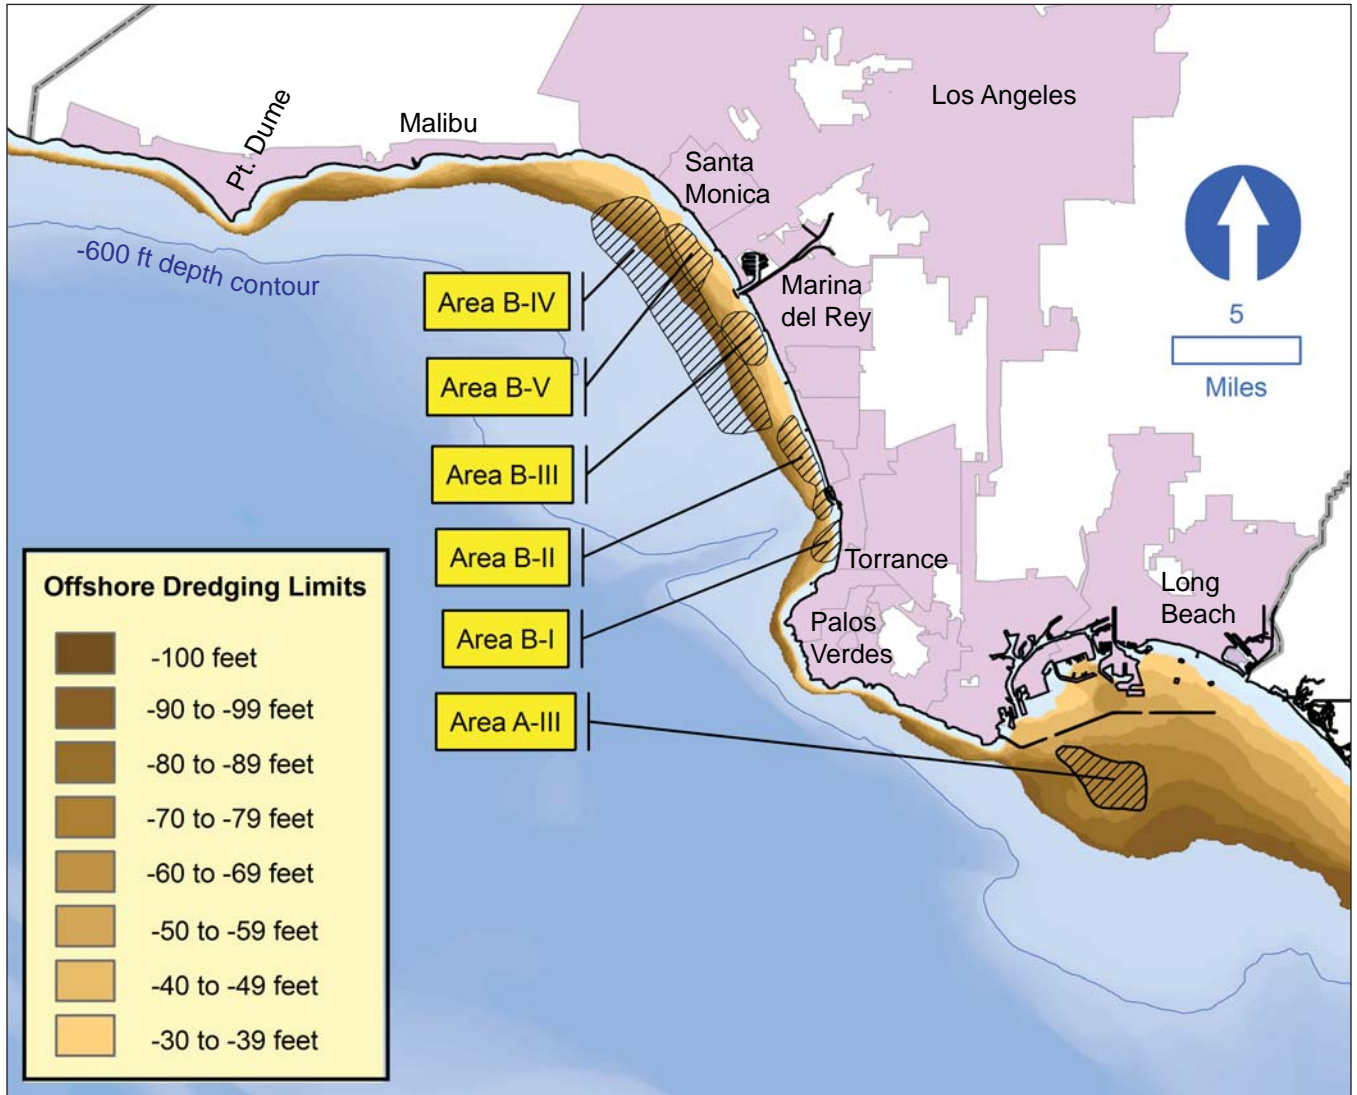 Los Angeles
Malibu
Pt. Dume
Santa
Monica
-600 ft depth contour
Area B-IV
Marina
del Rey
5
Miles
Area B-V
Area B-III
Area B-II
Torrance
Area B-I
Long
Beach
Palos
Verdes
Area A-III
Offshore Dredging Limits
-100 feet
-90 to -99 feet
-80 to -89 feet
-70 to -79 feet
-60 to -69 feet
-50 to -59 feet
-40 to -49 feet
-30 to -39 feet